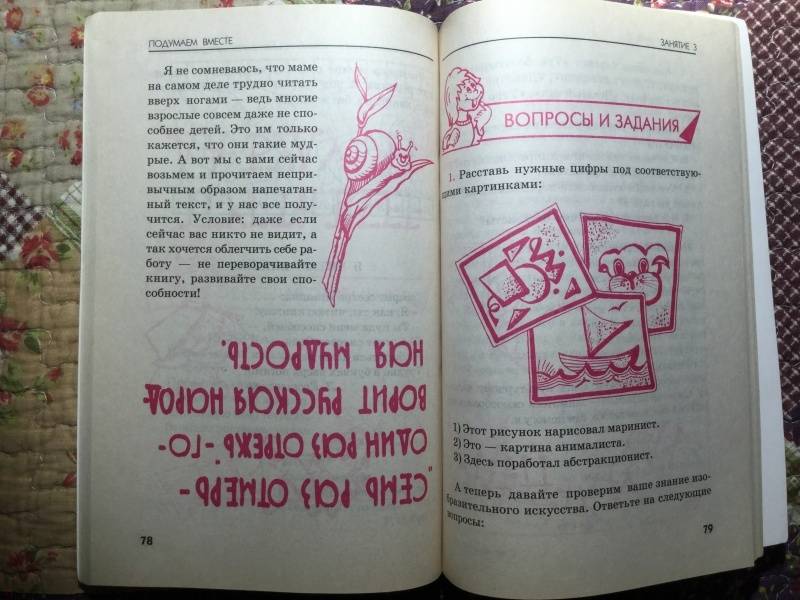 ПОДУМАЕМ ВМЕСТЕ
Я не сомневаюсь, что маме
на самом деле трудно читать
вверх ногами — ведь многие
взрослые совсем даже не спо-
собнее детей. Это им только
кажется, что они такие муд-
рые. А вот мы с вами сейчас
возьмем и прочитаем непри-
вычным образом напечатан-
ный текст, и у нас все полу-
чится. Условие: даже если
сейчас вас никто не видит, а
так хочется облегчить себе ра-
боту — не переворачивайте
книгу, развивайте свои спо-
собности!
"СЕМЬ РАЗ ОТМЕРЬ -
ОДИН РАЗ ОТРЕЖЬ" - ГО-
ВОРИТ РУССКАЯ НАРОД-
НАЯ МУДРОСТЬ.
78
ЗАНЯТИЕ 3
ВОПРОСЫ И ЗАДАНИЯ
1. Расставь нужные цифры под соответствую-
щими картинками:
1) Этот рисунок нарисовал маринист.
2) Это — картина анималиста.
3) Здесь поработал абстракционист.
А теперь давайте проверим ваше знание изо-
бразительного искусства. Ответьте на следующие
вопросы:
79